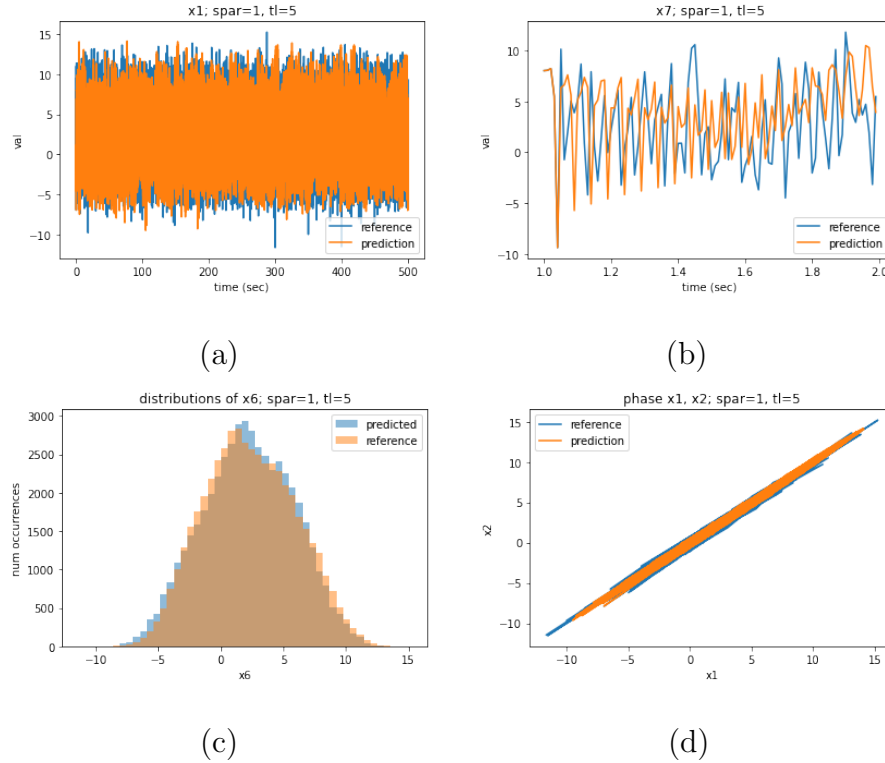 x1; spar=1, tl=5
15
10
5
0
−5
−10
val
0 100 200 300 400 500
time (sec)
reference
prediction
(a)
x7; spar=1, tl=5
10
5
0
−5
−10
val
1.0 1.2 1.4 1.6 1.8 2.0
time (sec)
reference
prediction
(b)
distributions of x6; spar=1, tl=5
3000
2500
2000
1500
1000
500
0
num occurrences
−10 −5 0 5 10 15
x6
predicted
reference
(c)
phase x1, x2; spar=1, tl=5
15
10
5
0
−5
−10
x2
−10 −5 0 5 10 15
x1
reference
prediction
(d)